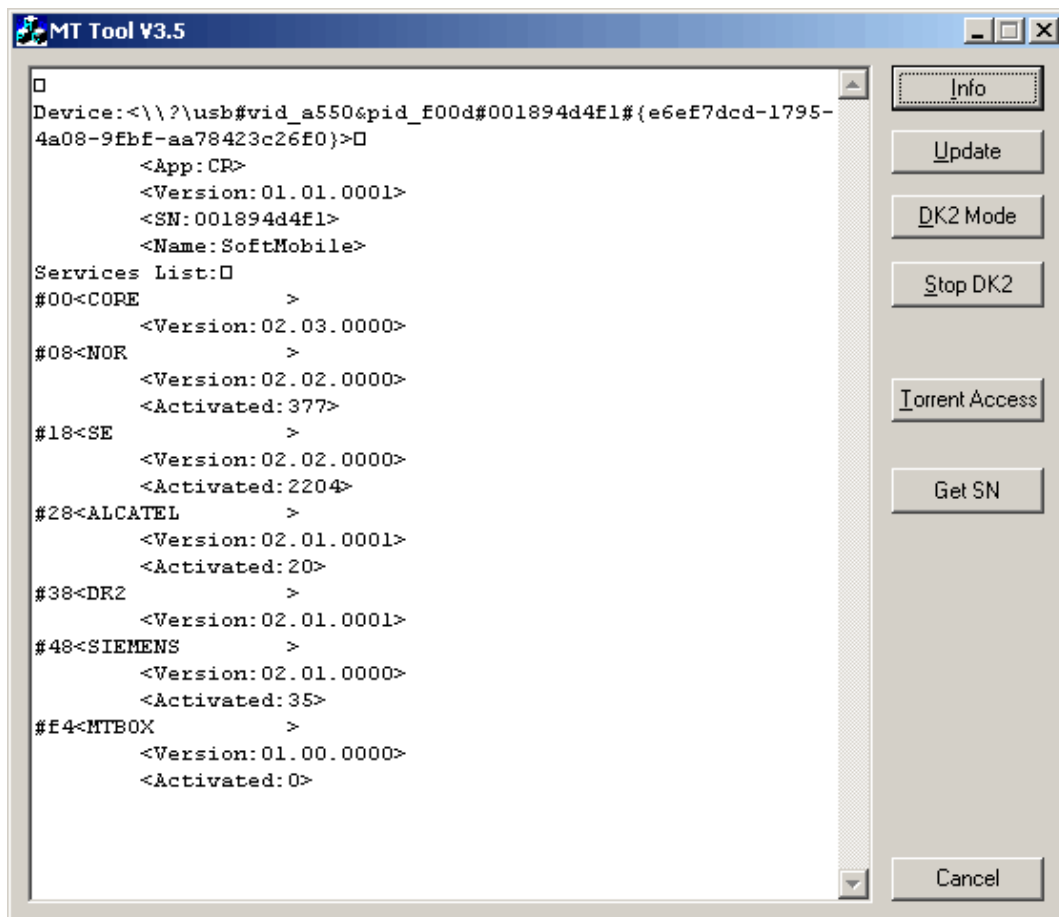 MT Tool V3.5
□
Device:<\\?\usb#vid_a550&pid_f00d#001894d4f1#{e6ef7dcd-1795-
4a08-9fbf-aa78423c26f0}>□
<App:CR>
<Version:01.01.0001>
<SN:001894d4f1>
<Name:SoftMobile>
Services List:□
#00<CORE >
<Version:02.03.0000>
#08<NOR >
<Version:02.02.0000>
<Activated:377>
#18<SE >
<Version:02.02.0000>
<Activated:2204>
#28<ALCATEL >
<Version:02.01.0001>
<Activated:20>
#38<DR2 >
<Version:02.01.0001>
#48<SIEMENS >
<Version:02.01.0000>
<Activated:35>
#f4<MTBOX >
<Version:01.00.0000>
<Activated:0>
Info
Update
DK2 Mode
Stop DK2
Torrent Access
Get SN
Cancel